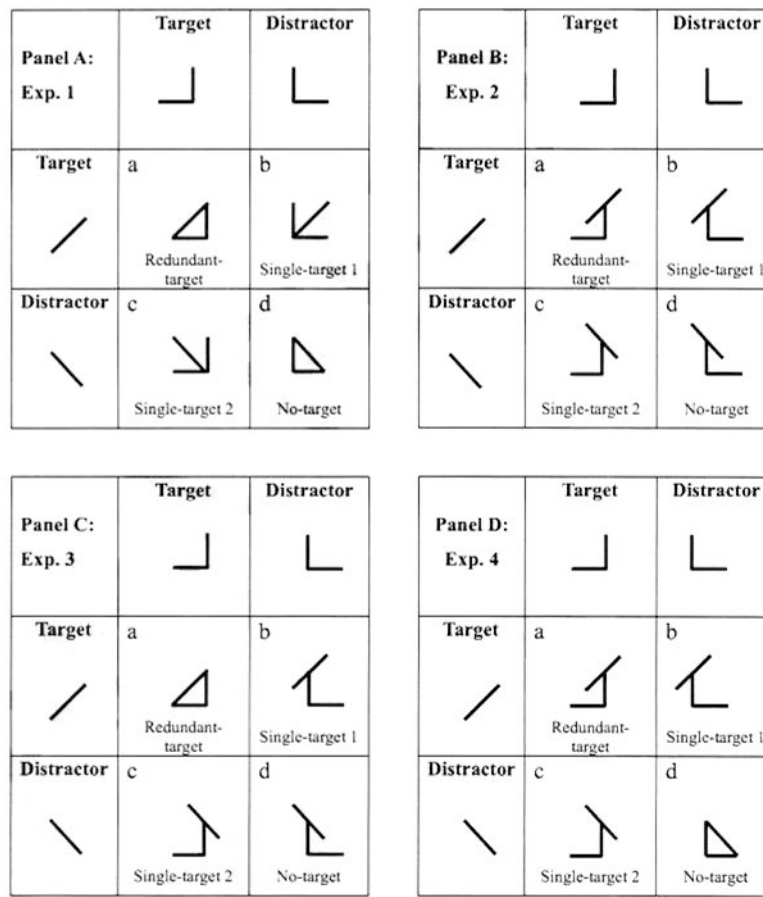 Target Distractor
Panel A:
Exp. 1
Target a b
Redundant-
target
Single-target 1
Distractor c d
Single-target 2 No-target
Target Distractor
Panel B:
Exp. 2
Target a b
Redundant-
target
Single-target 1
Distractor c d
Single-target 2 No-target
Target Distractor
Panel C:
Exp. 3
Target a b
Redundant-
target
Single-target 1
Distractor c d
Single-target 2 No-target
Target Distractor
Panel D:
Exp. 4
Target a b
Redundant-
target
Single-target 1
Distractor c d
Single-target 2 No-target